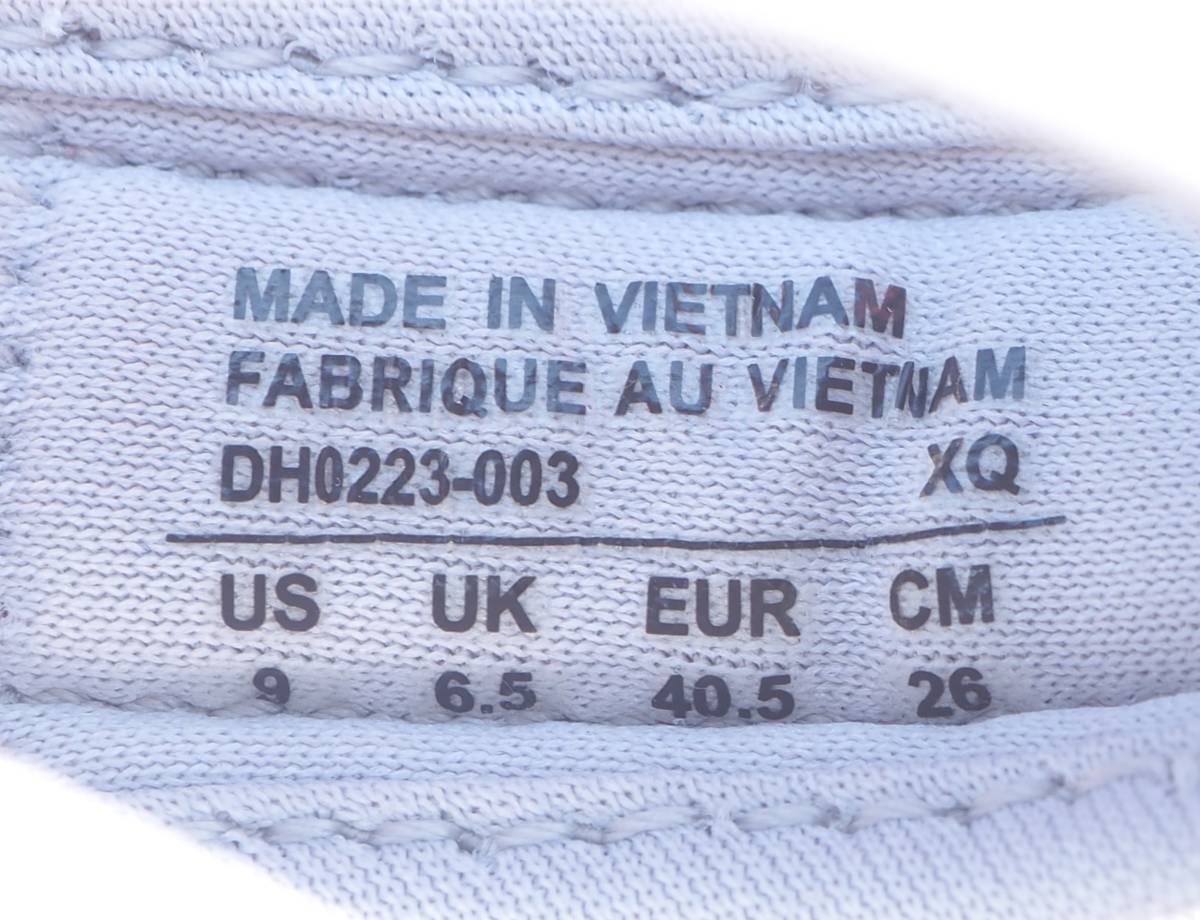 MADE IN VIETNAM
FABRIQUE AU VIETNAM
DH0223-003 XQ
US UK EUR CM
9 6.5 40.5 26